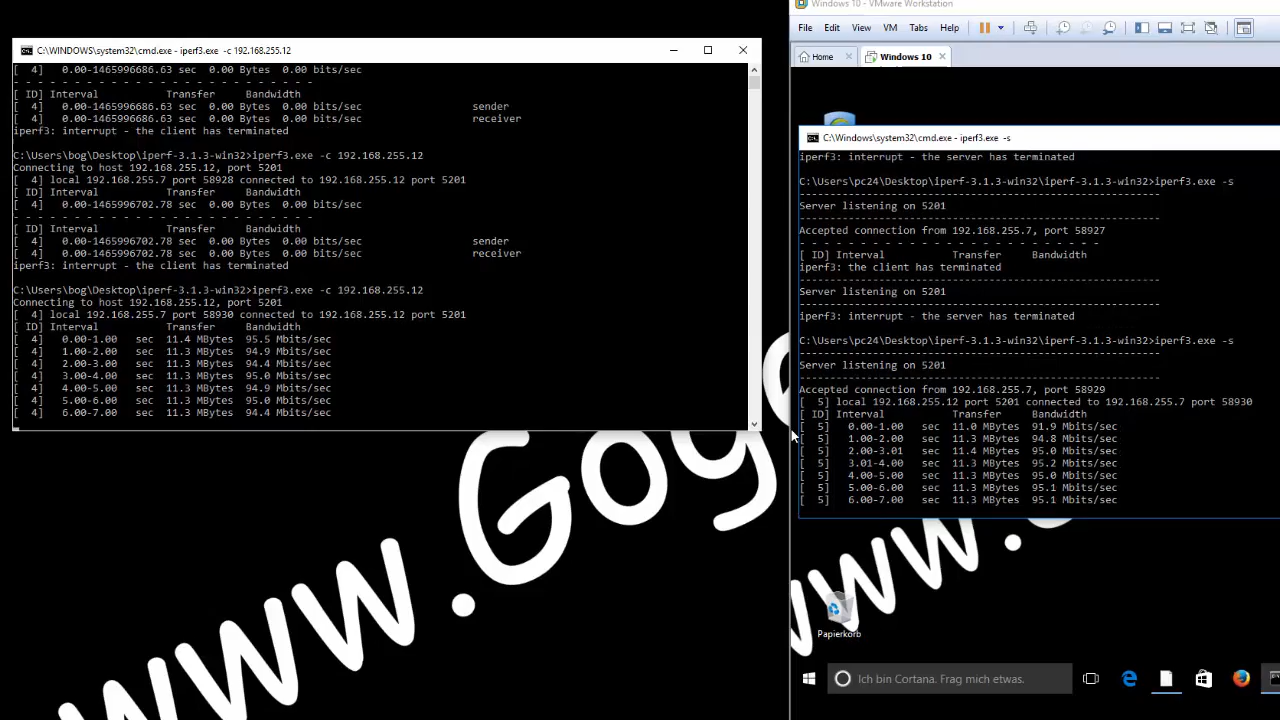 C:\WINDOWS\system32\cmd.exe - iperf3.exe -c 192.168.255.12
[  4]   0.00-1465996686.63 sec  0.00 Bytes  0.00 bits/sec
- - - - - - - - - - - - - - - - - - - - - - - - -
[ ID] Interval           Transfer     Bandwidth
[  4]   0.00-1465996686.63 sec  0.00 Bytes  0.00 bits/sec                  sender
[  4]   0.00-1465996686.63 sec  0.00 Bytes  0.00 bits/sec                  receiver
iperf3: interrupt - the client has terminated
C:\Users\bog\Desktop\iperf-3.1.3-win32>iperf3.exe -c 192.168.255.12
Connecting to host 192.168.255.12, port 5201
[  4] local 192.168.255.7 port 58928 connected to 192.168.255.12 port 5201
[ ID] Interval           Transfer     Bandwidth
[  4]   0.00-1465996702.78 sec  0.00 Bytes  0.00 bits/sec
- - - - - - - - - - - - - - - - - - - - - - - - -
[ ID] Interval           Transfer     Bandwidth
[  4]   0.00-1465996702.78 sec  0.00 Bytes  0.00 bits/sec                  sender
[  4]   0.00-1465996702.78 sec  0.00 Bytes  0.00 bits/sec                  receiver
iperf3: interrupt - the client has terminated
C:\Users\bog\Desktop\iperf-3.1.3-win32>iperf3.exe -c 192.168.255.12
Connecting to host 192.168.255.12, port 5201
[  4] local 192.168.255.7 port 58930 connected to 192.168.255.12 port 5201
[ ID] Interval           Transfer     Bandwidth
[  4]   0.00-1.00   sec  11.4 MBytes  95.5 Mbits/sec
[  4]   1.00-2.00   sec  11.3 MBytes  94.9 Mbits/sec
[  4]   2.00-3.00   sec  11.3 MBytes  94.4 Mbits/sec
[  4]   3.00-4.00   sec  11.3 MBytes  95.0 Mbits/sec
[  4]   4.00-5.00   sec  11.3 MBytes  94.9 Mbits/sec
[  4]   5.00-6.00   sec  11.3 MBytes  95.0 Mbits/sec
[  4]   6.00-7.00   sec  11.3 MBytes  94.4 Mbits/sec
www.Goge
Windows 10 - VMware Workstation
File Edit View VM Tabs Help
Home Windows 10
C:\Windows\system32\cmd.exe - iperf3.exe -s
iperf3: interrupt - the server has terminated
C:\Users\pc24\Desktop\iperf-3.1.3-win32\iperf-3.1.3-win32>iperf3.exe -s
-----------------------------------------------------------
Server listening on 5201
-----------------------------------------------------------
Accepted connection from 192.168.255.7, port 58927
- - - - - - - - - - - - - - - - - - - - - - - - -
[ ID] Interval           Transfer     Bandwidth
iperf3: the client has terminated
-----------------------------------------------------------
Server listening on 5201
-----------------------------------------------------------
iperf3: interrupt - the server has terminated
C:\Users\pc24\Desktop\iperf-3.1.3-win32\iperf-3.1.3-win32>iperf3.exe -s
-----------------------------------------------------------
Server listening on 5201
-----------------------------------------------------------
Accepted connection from 192.168.255.7, port 58929
[  5] local 192.168.255.12 port 5201 connected to 192.168.255.7 port 58930
[ ID] Interval           Transfer     Bandwidth
[  5]   0.00-1.00   sec  11.0 MBytes  91.9 Mbits/sec
[  5]   1.00-2.00   sec  11.3 MBytes  94.8 Mbits/sec
[  5]   2.00-3.01   sec  11.4 MBytes  95.0 Mbits/sec
[  5]   3.01-4.00   sec  11.3 MBytes  95.2 Mbits/sec
[  5]   4.00-5.00   sec  11.3 MBytes  95.0 Mbits/sec
[  5]   5.00-6.00   sec  11.3 MBytes  95.1 Mbits/sec
[  5]   6.00-7.00   sec  11.3 MBytes  95.1 Mbits/sec
Papierkorb
Ich bin Cortana. Frag mich etwas.